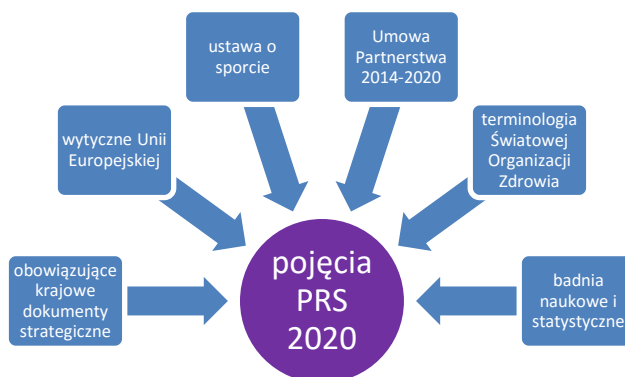 ustawa o
sporcie
Umowa
Partnerstwa
2014-2020
wytyczne Unii
Europejskiej
terminologia
Światowej
Organizacji
Zdrowia
obowiązujące
krajowe
dokumenty
strategiczne
pojęcia
PRS
2020
badnia
naukowe i
statystyczne